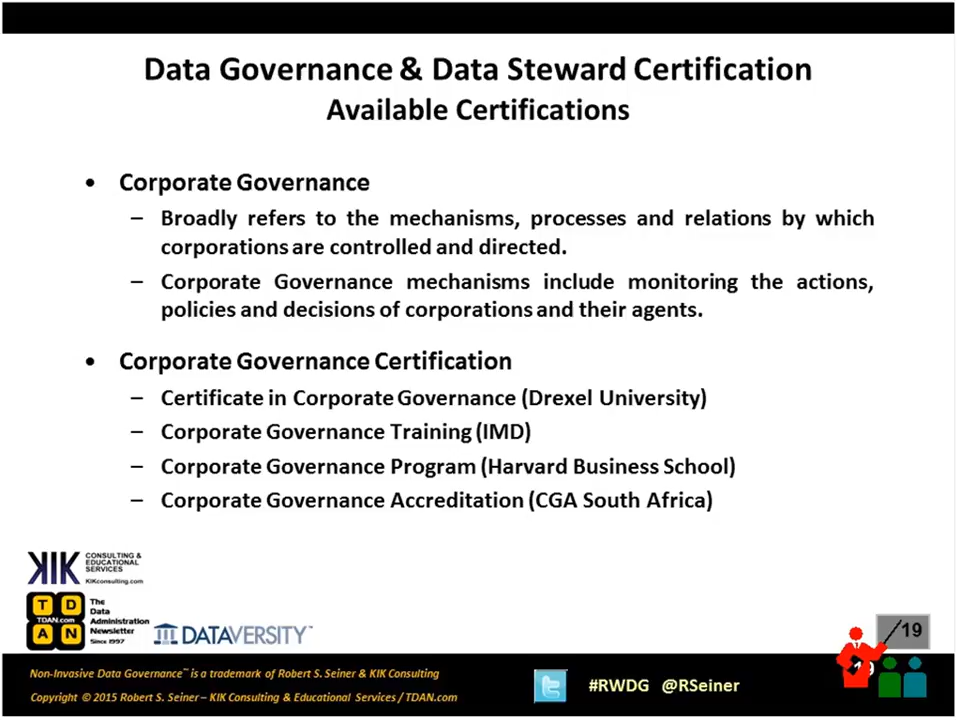 Data Governance & Data Steward Certification
Available Certifications
• Corporate Governance
– Broadly refers to the mechanisms, processes and relations by which
corporations are controlled and directed.
– Corporate Governance mechanisms include monitoring the actions,
policies and decisions of corporations and their agents.
• Corporate Governance Certification
– Certificate in Corporate Governance (Drexel University)
– Corporate Governance Training (IMD)
– Corporate Governance Program (Harvard Business School)
– Corporate Governance Accreditation (CGA South Africa)
KIK
CONSULTING &
EDUCATIONAL
SERVICES
KIKconsulting.com
T D
TDAN.com
A N
The
Data
Administration
Newsletter
Since 1997
DATAVERSITY™
19
Non-Invasive Data Governance™ is a trademark of Robert S. Seiner & KIK Consulting
Copyright © 2015 Robert S. Seiner – KIK Consulting & Educational Services / TDAN.com
#RWDG @RSeiner